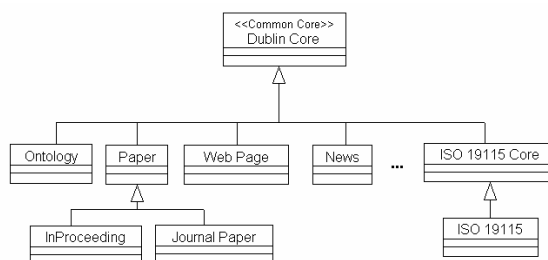 <<Common Core>>
Dublin Core
Ontology
Paper
Web Page
News
...
ISO 19115 Core
InProceeding
Journal Paper
ISO 19115